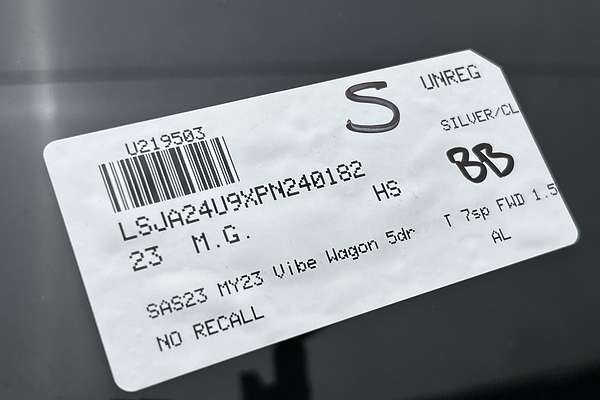 UNREG
S
U219503
SILVER/CL
LSJA24U9XPN240182
BB
23 M.G. HS
SAS23 MY23 Vibe Wagon 5dr T 7sp FWD 1.5
NO RECALL AL